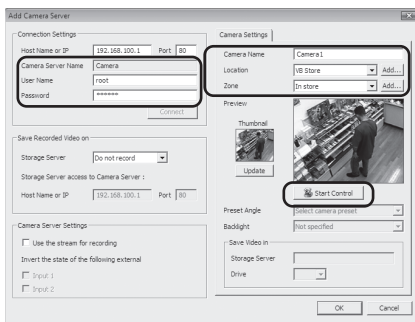 Add Camera Server
Connection Settings
Host Name or IP 192.168.100.1 Port 80
Camera Server Name Camera
User Name root
Password ******
Connect
Save Recorded Video on
Storage Server Do not record
Storage Server access to Camera Server :
Host Name or IP 192.168.100.1 Port 80
Camera Server Settings
Use the stream for recording
Invert the state of the following external
Input 1
Input 2
Camera Settings
Camera Name Camera1
Location VB Store Add...
Zone In store Add...
Preview
Thumbnail
Update
Start Control
Preset Angle Select camera preset
Backlight Not specified
Save Video in
Storage Server
Drive
OK Cancel